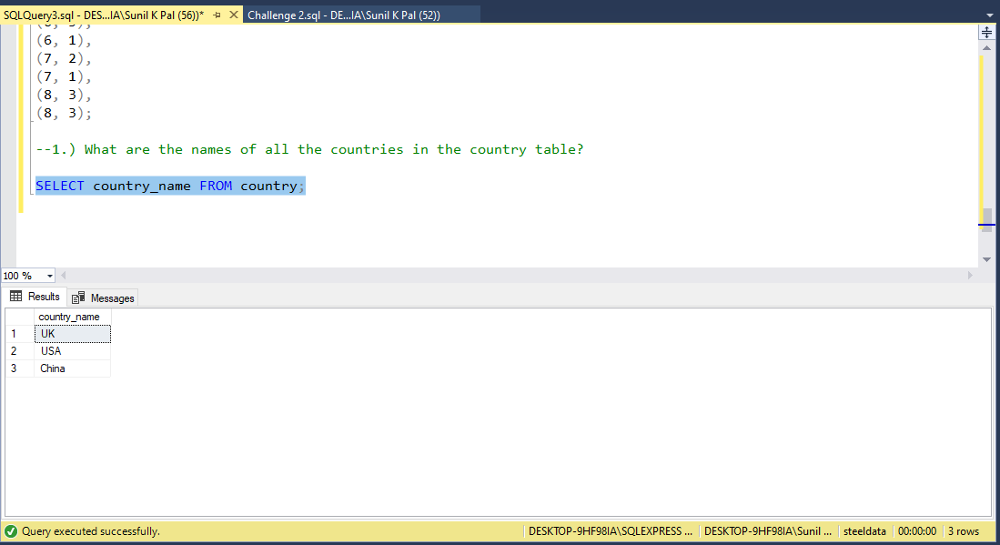 SQLQuery3.sql - DES...IA\Sunil K Pal (56))*
Challenge 2.sql - DE...IA\Sunil K Pal (52))
(6, 1),
(7, 2),
(7, 1),
(8, 3),
(8, 3);
--1.) What are the names of all the countries in the country table?
SELECT country_name FROM country;
100 %
Results
Messages
country_name
1 UK
2 USA
3 China
Query executed successfully.
DESKTOP-9HF98IA\SQLEXPRESS ...
DESKTOP-9HF98IA\Sunil ...
steeldata
00:00:00
3 rows